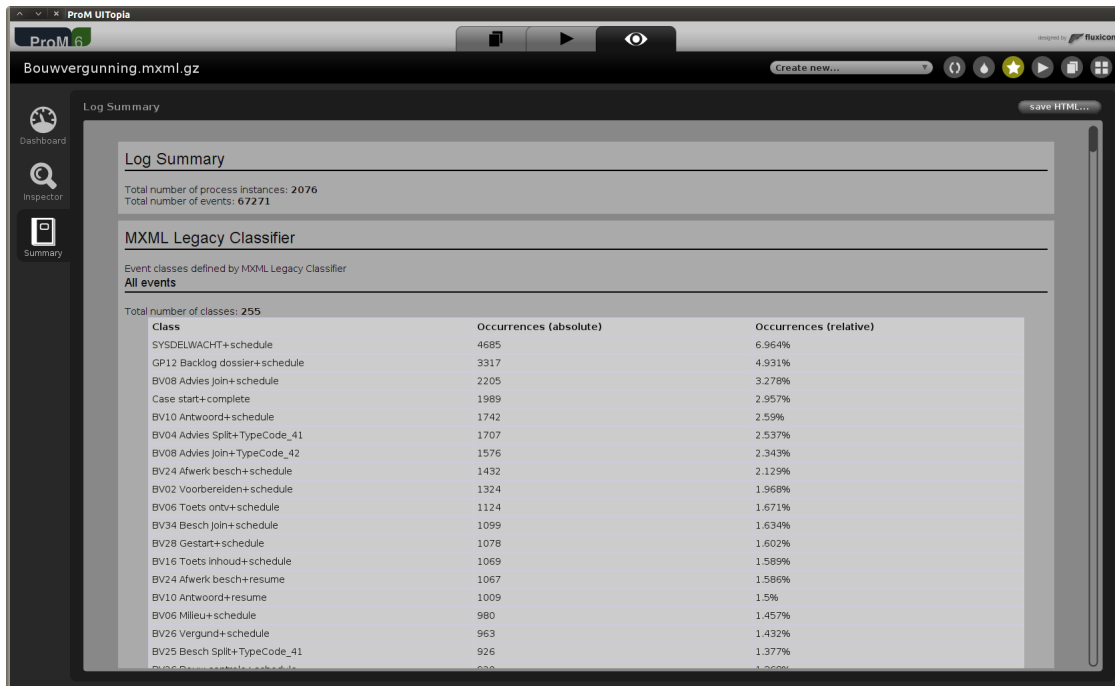 ProM UITopia
ProM 6
designed by fluxicon
Bouwvergunning.mxml.gz
Create new...
Log Summary
save HTML...
Dashboard
Inspector
Summary
Log Summary
Total number of process instances: 2076
Total number of events: 67271
MXML Legacy Classifier
Event classes defined by MXML Legacy Classifier
All events
Total number of classes: 255
Class Occurrences (absolute) Occurrences (relative)
SYSDELWACHT+schedule 4685 6.964%
GP12 Backlog dossier+schedule 3317 4.931%
BV08 Advies Join+schedule 2205 3.278%
Case start+complete 1989 2.957%
BV10 Antwoord+schedule 1742 2.59%
BV04 Advies Split+TypeCode_41 1707 2.537%
BV08 Advies Join+TypeCode_42 1576 2.343%
BV24 Afwerk besch+schedule 1432 2.129%
BV02 Voorbereiden+schedule 1324 1.968%
BV06 Toets ontv+schedule 1124 1.671%
BV34 Besch Join+schedule 1099 1.634%
BV28 Gestart+schedule 1078 1.602%
BV16 Toets inhoud+schedule 1069 1.589%
BV24 Afwerk besch+resume 1067 1.586%
BV10 Antwoord+resume 1009 1.5%
BV06 Milieu+schedule 980 1.457%
BV26 Vergund+schedule 963 1.432%
BV25 Besch Split+TypeCode_41 926 1.377%